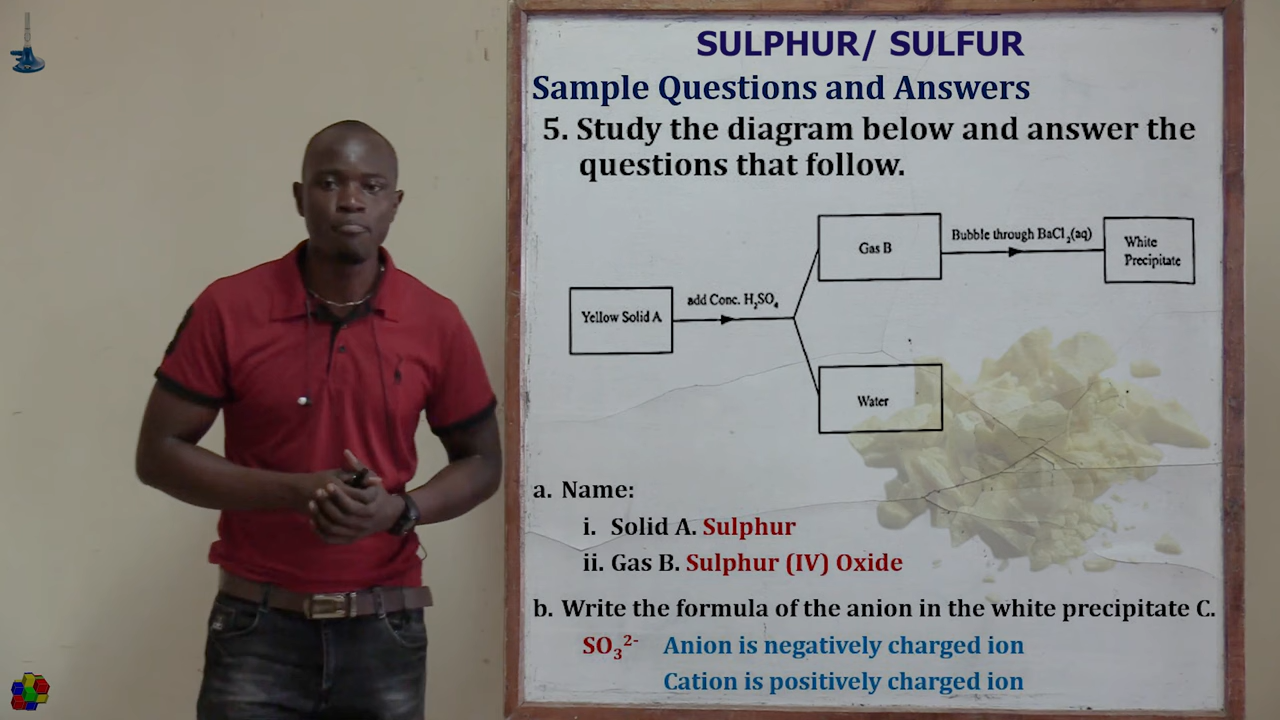 SULPHUR/ SULFUR
Sample Questions and Answers
5. Study the diagram below and answer the
questions that follow.
Gas B
Bubble through BaCl₂(aq)
White
Precipitate
Yellow Solid A
add Conc. H₂SO₄
Water
a. Name:
i. Solid A. Sulphur
ii. Gas B. Sulphur (IV) Oxide
b. Write the formula of the anion in the white precipitate C.
SO₃²⁻ Anion is negatively charged ion
Cation is positively charged ion